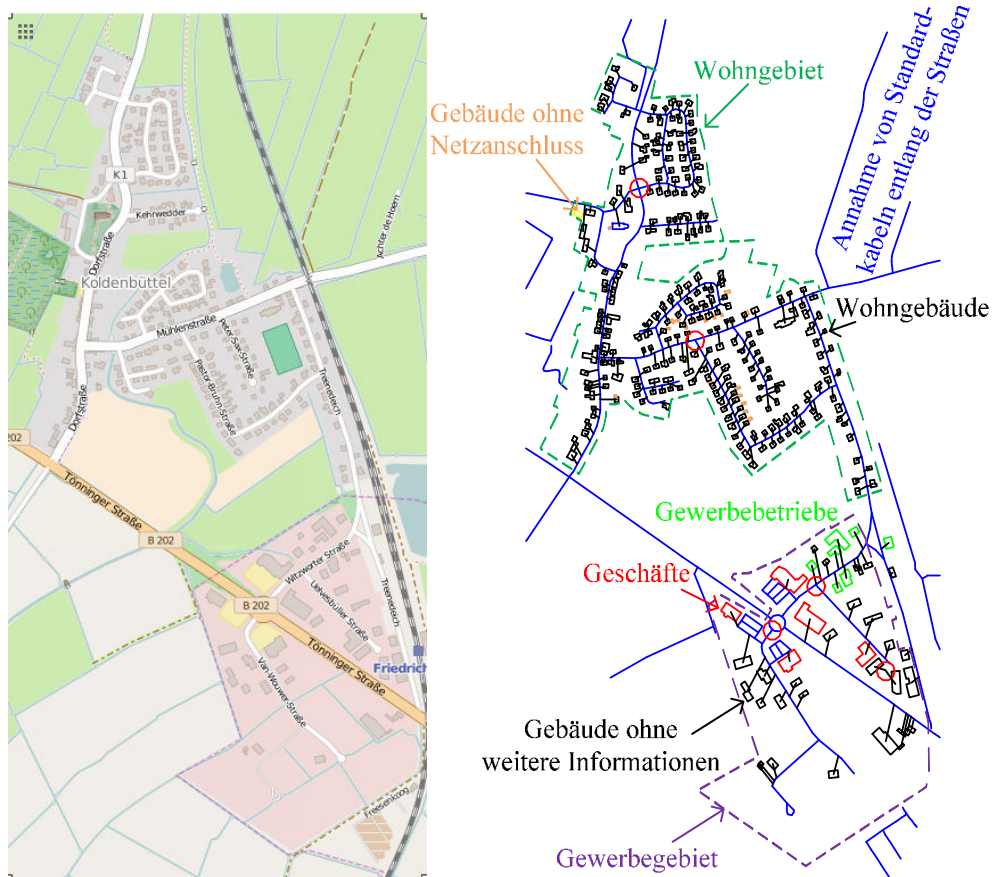 K 1
Kehrwedder
Dorfstraße
Koldenbüttel
Achter de Hoern
Mühlenstraße
Peter-Sax-Straße
Pastor-Bruhn-Straße
Treenedeich
Dorfstraße
202
Tönninger Straße
B 202
Witzworter Straße
Uelvesbüller Straße
Treenedeich
B 202
Tönninger Straße
Friedrich
Van-Wouwer-Straße
Freesenkoog
Wohngebiet
Gebäude ohne
Netzanschluss
Annahme von Standard-
kabeln entlang der Straßen
Wohngebäude
Gewerbebetriebe
Geschäfte
Gebäude ohne
weitere Informationen
Gewerbegebiet